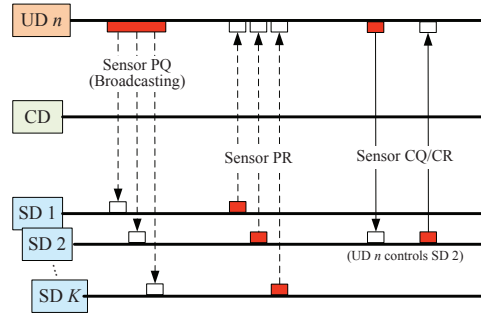 UD n
Sensor PQ
(Broadcasting)
CD
Sensor PR
Sensor CQ/CR
SD 1
SD 2
(UD n controls SD 2)
SD K